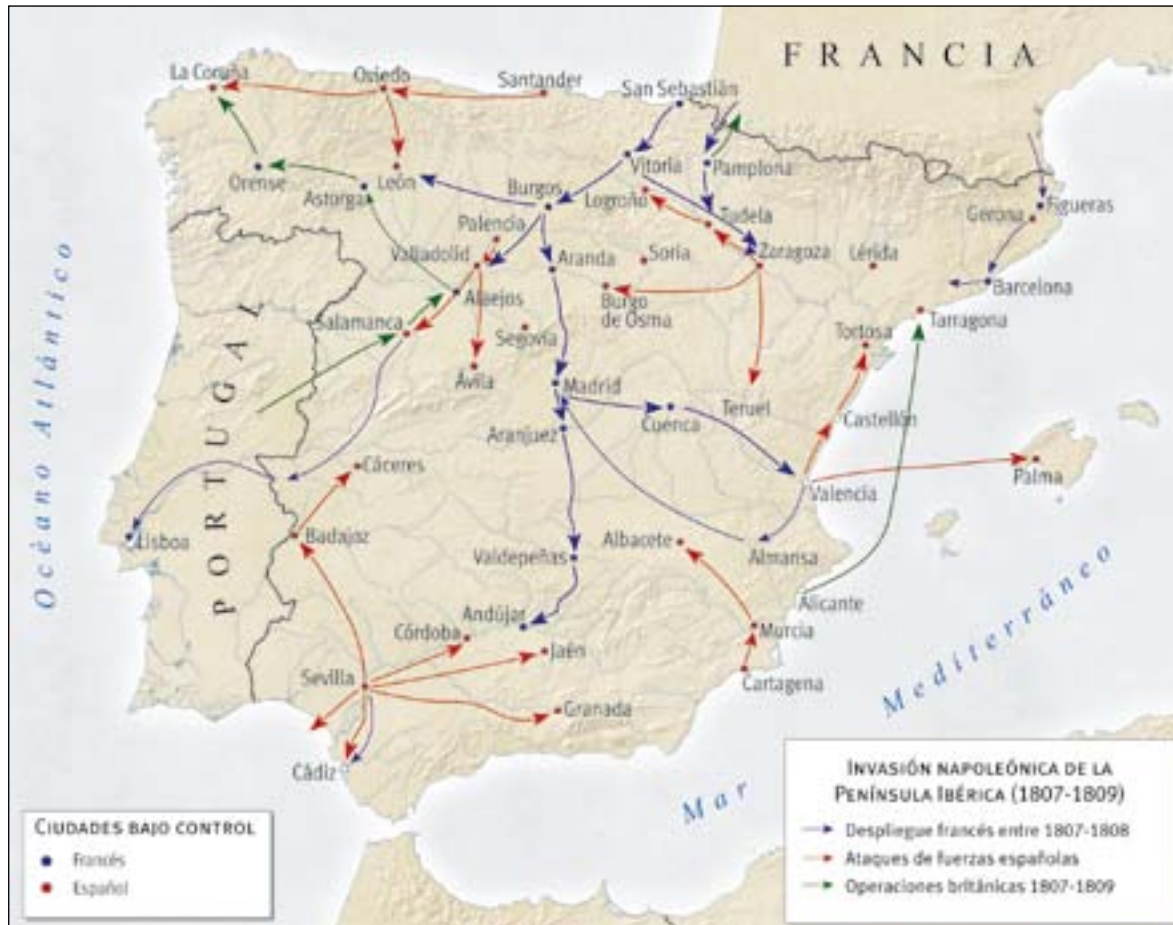 FRANCIA
La Coruña
Oviedo
Santander
San Sebastián
Vitoria
Pamplona
Orense
León
Astorga
Burgos
Logroño
Tudela
Figueras
Gerona
Palencia
Valladolid
Aranda
Soria
Zaragoza
Lérida
Barcelona
Alaejos
Burgo
de Osma
Salamanca
Segovia
Tortosa
Tarragona
Ávila
Madrid
Teruel
Aranjuez
Cuenca
Castellón
Cáceres
Valencia
Palma
Océano Atlántico
PORTUGAL
Lisboa
Badajoz
Valdepeñas
Albacete
Almansa
Alicante
Andújar
Córdoba
Murcia
Jaén
Sevilla
Cartagena
Granada
Cádiz
Mar Mediterráneo
CIUDADES BAJO CONTROL
Francés
Español
INVASIÓN NAPOLEÓNICA DE LA
PENÍNSULA IBÉRICA (1807-1809)
Despliegue francés entre 1807-1808
Ataques de fuerzas españolas
Operaciones británicas 1807-1809